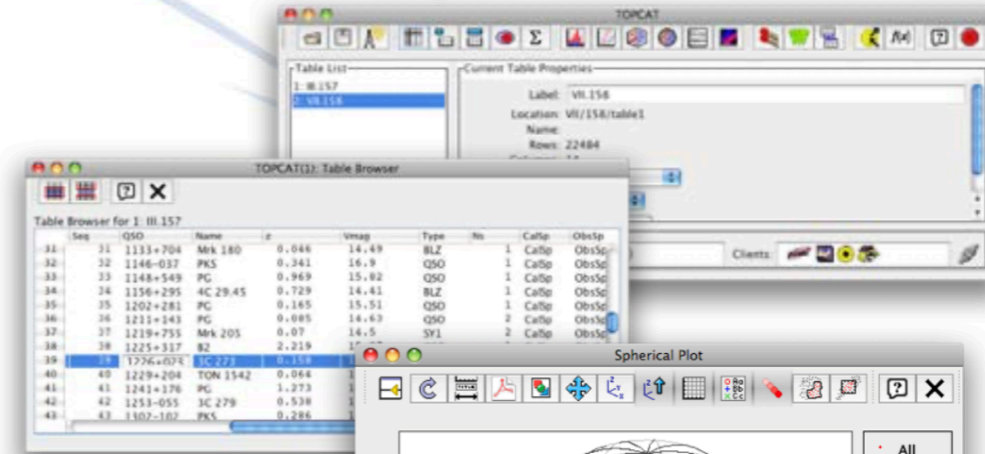 TOPCAT
Table List
Current Table Properties
1: III.157
2: VII.158
Label: VII.158
Location: VII/158/table1
Name:
Rows: 22484
Clients:
TOPCAT(1): Table Browser
Table Browser for 1: III.157
Seq QSO Name z Vmag Type Ns CalSp ObsSp
31 31 1133+704 Mrk 180 0.046 14.49 BLZ 1 CalSp ObsSp
32 32 1146-037 PKS 0.341 16.9 QSO 1 CalSp ObsSp
33 33 1148+549 PG 0.969 15.82 QSO 1 CalSp ObsSp
34 34 1156+295 4C 29.45 0.729 14.41 BLZ 1 CalSp ObsSp
35 35 1202+281 PG 0.165 15.51 QSO 1 CalSp ObsSp
36 36 1211+143 PG 0.085 14.63 QSO 2 CalSp ObsSp
37 37 1219+755 Mrk 205 0.07 14.5 SY1 2 CalSp ObsSp
38 38 1225+317 B2 2.219
39 39 1226+023 3C 273 0.158
40 40 1229+204 TON 1542 0.064
41 41 1241+176 PG 1.273
42 42 1253-055 3C 279 0.538
43 43 1302-102 PKS 0.286
Spherical Plot
All